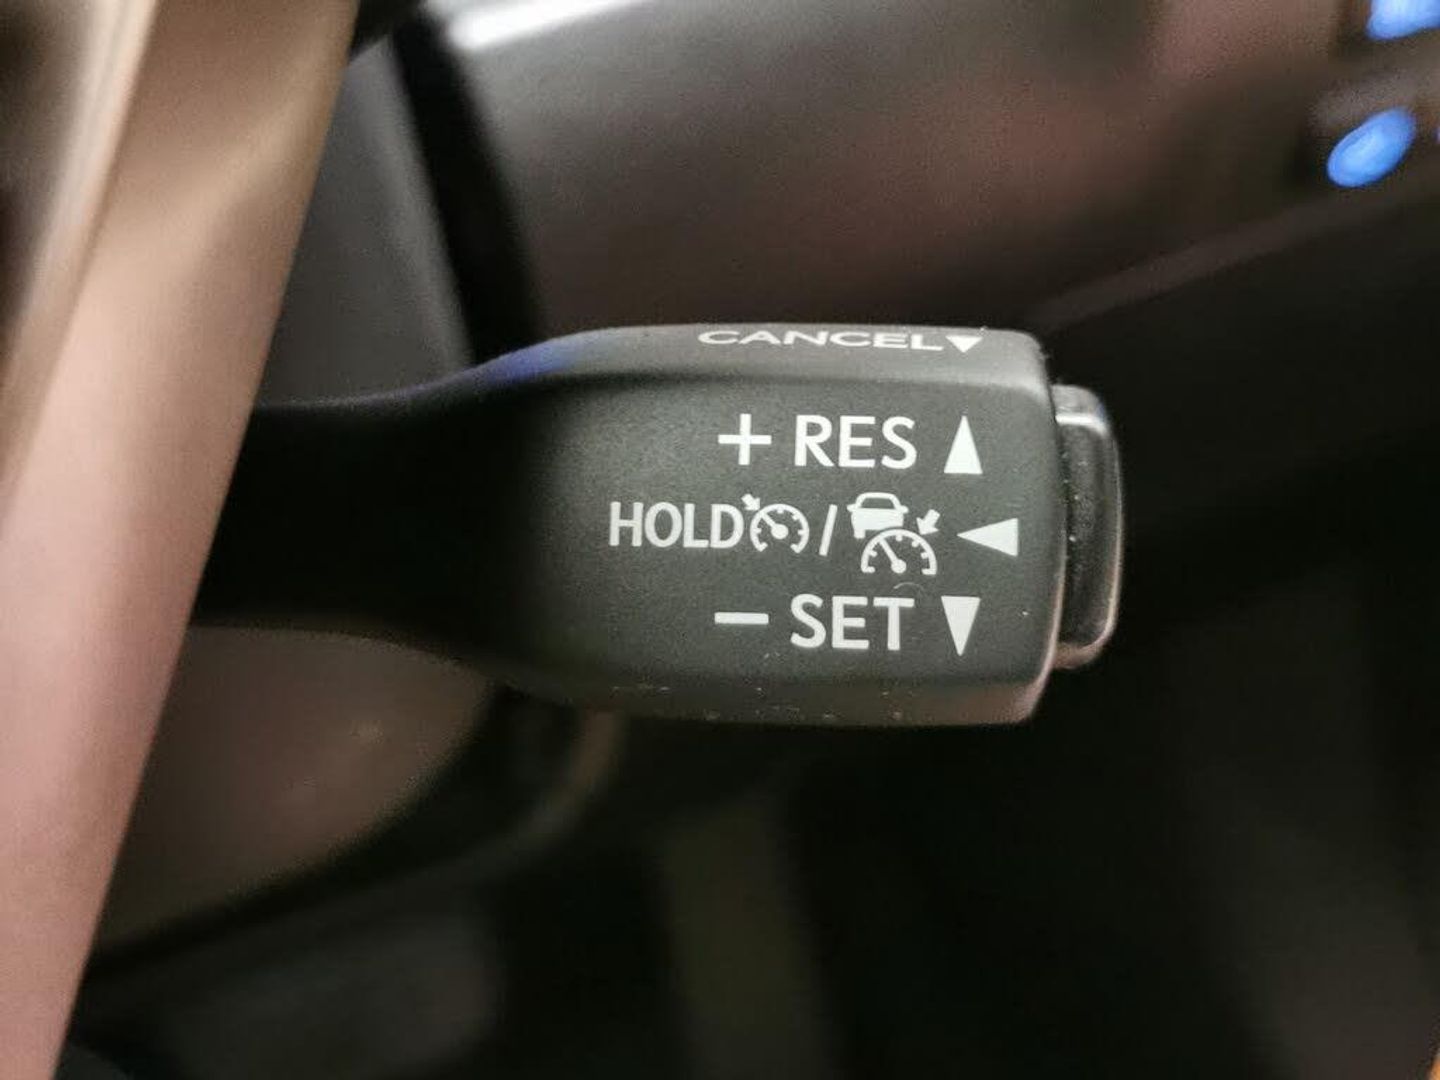 CANCEL▼
+ RES ▲
HOLD / ◀
− SET ▼